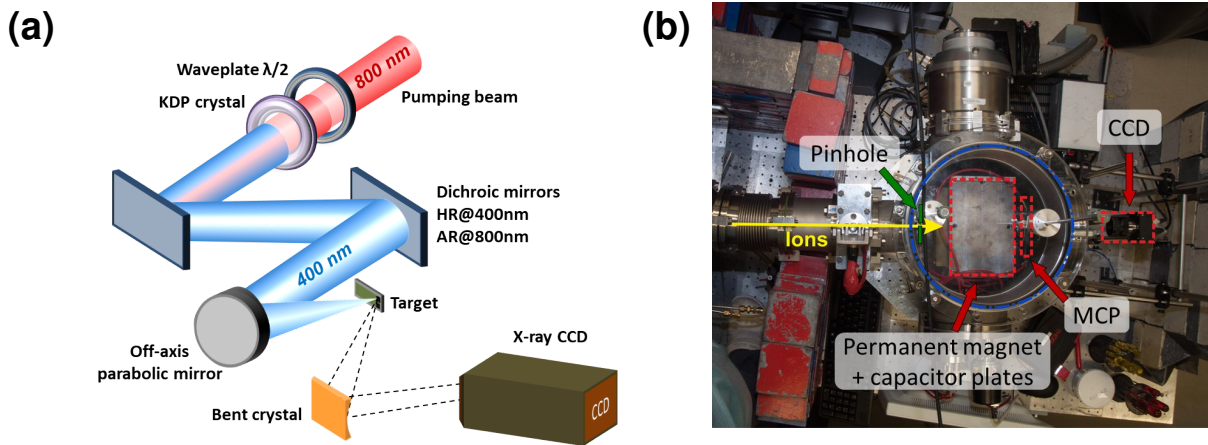 (a)
Waveplate λ/2
800 nm
KDP crystal
Pumping beam
Dichroic mirrors
HR@400nm
AR@800nm
400 nm
Target
Off-axis
parabolic mirror
X-ray CCD
Bent crystal
CCD
(b)
CCD
Pinhole
Ions
MCP
Permanent magnet
+ capacitor plates